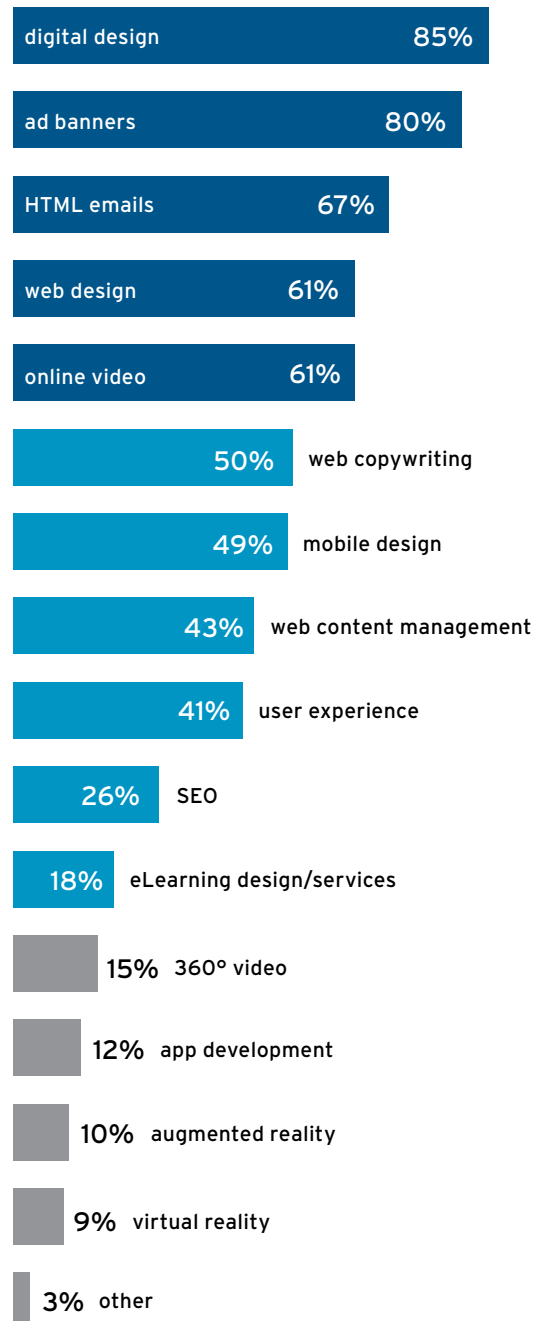 digital design 85%
ad banners 80%
HTML emails 67%
web design 61%
online video 61%
50% web copywriting
49% mobile design
43% web content management
41% user experience
26% SEO
18% eLearning design/services
15% 360° video
12% app development
10% augmented reality
9% virtual reality
3% other